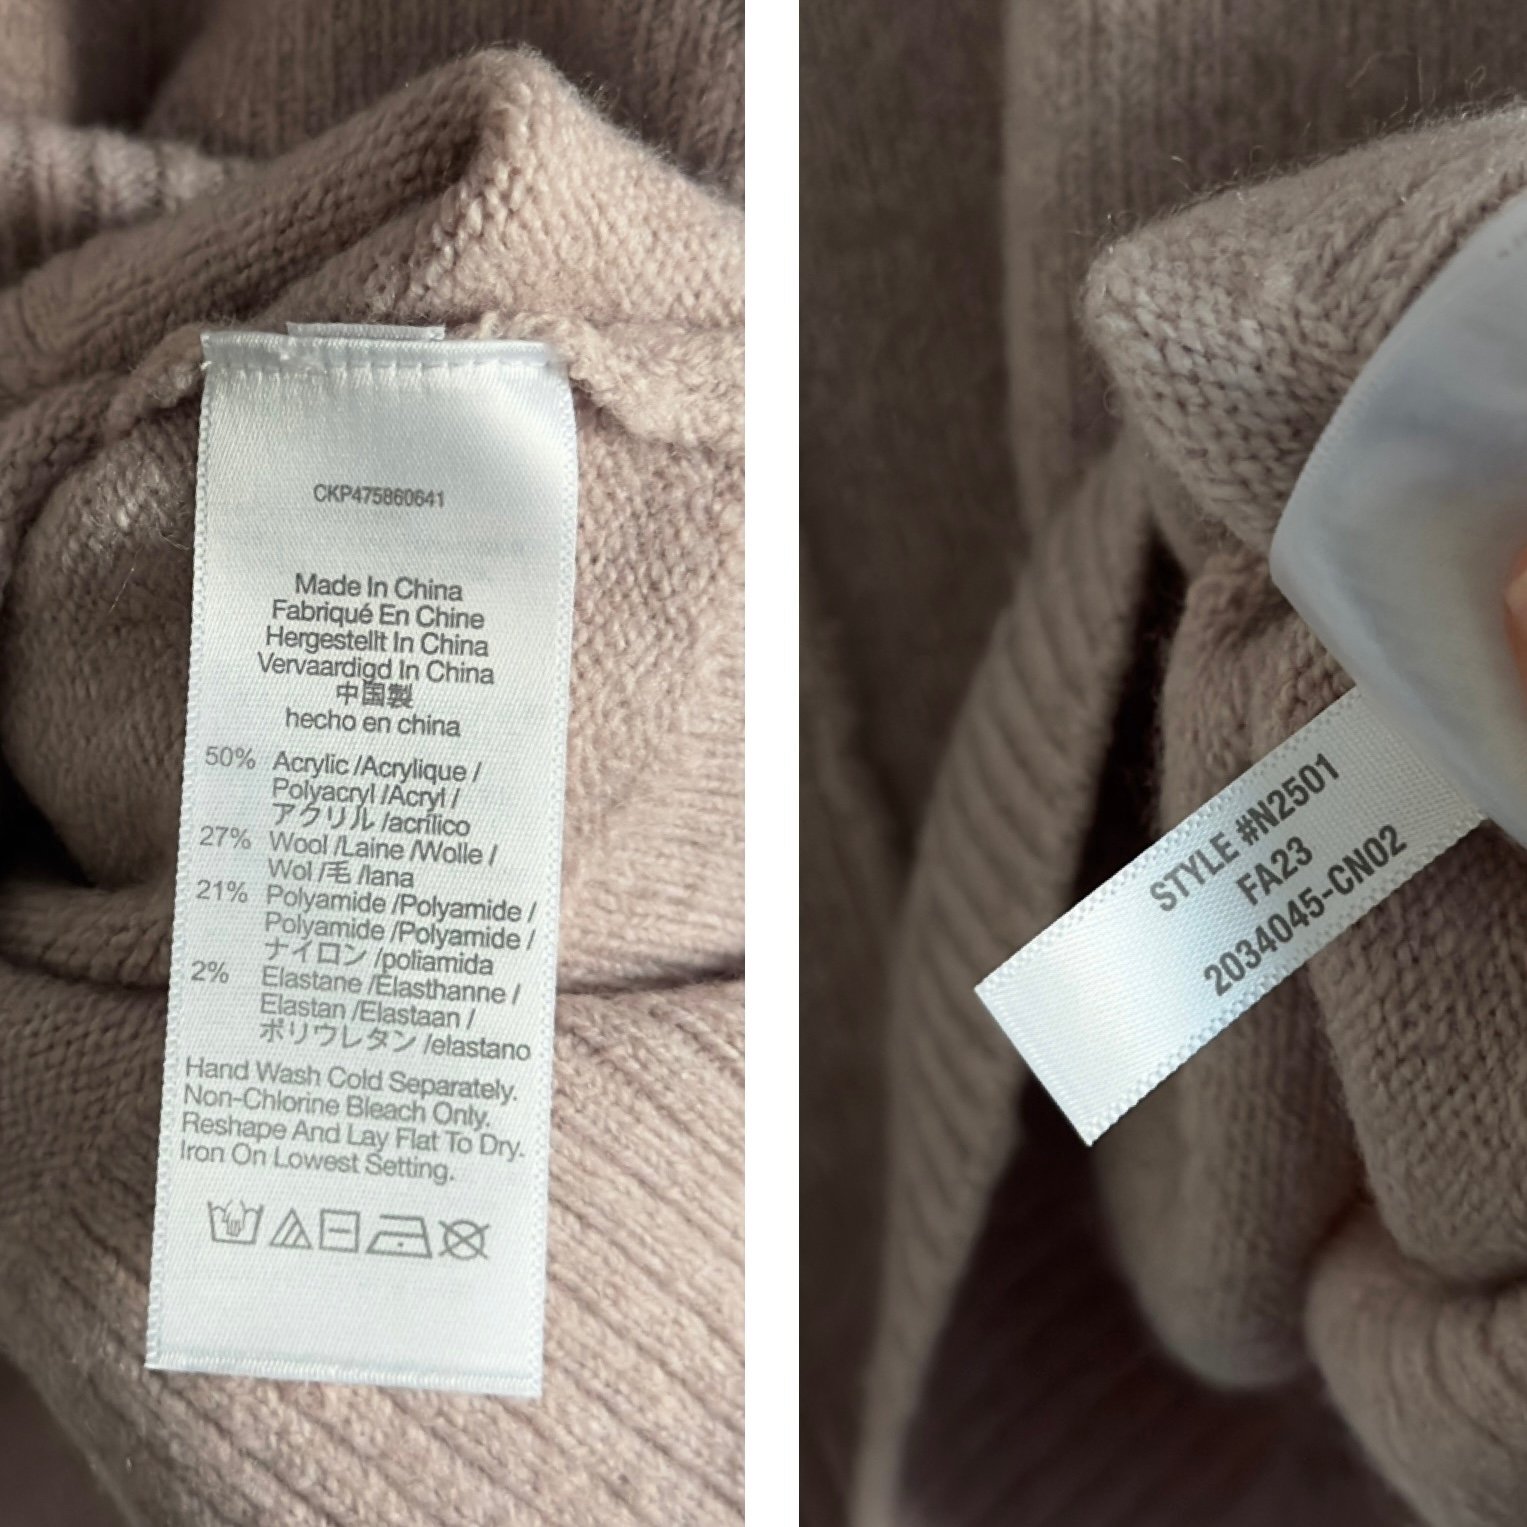 CKP475860641
Made In China
Fabriqué En Chine
Hergestellt In China
Vervaardigd In China
中国製
hecho en china
50% Acrylic /Acrylique /
Polyacryl /Acryl /
アクリル /acrilico
27% Wool /Laine /Wolle /
Wol /毛 /lana
21% Polyamide /Polyamide /
Polyamide /Polyamide /
ナイロン /poliamida
2% Elastane /Elasthanne /
Elastan /Elastaan /
ポリウレタン /elastano
Hand Wash Cold Separately.
Non-Chlorine Bleach Only.
Reshape And Lay Flat To Dry.
Iron On Lowest Setting.
STYLE #N2501
FA23
2034045-CN02